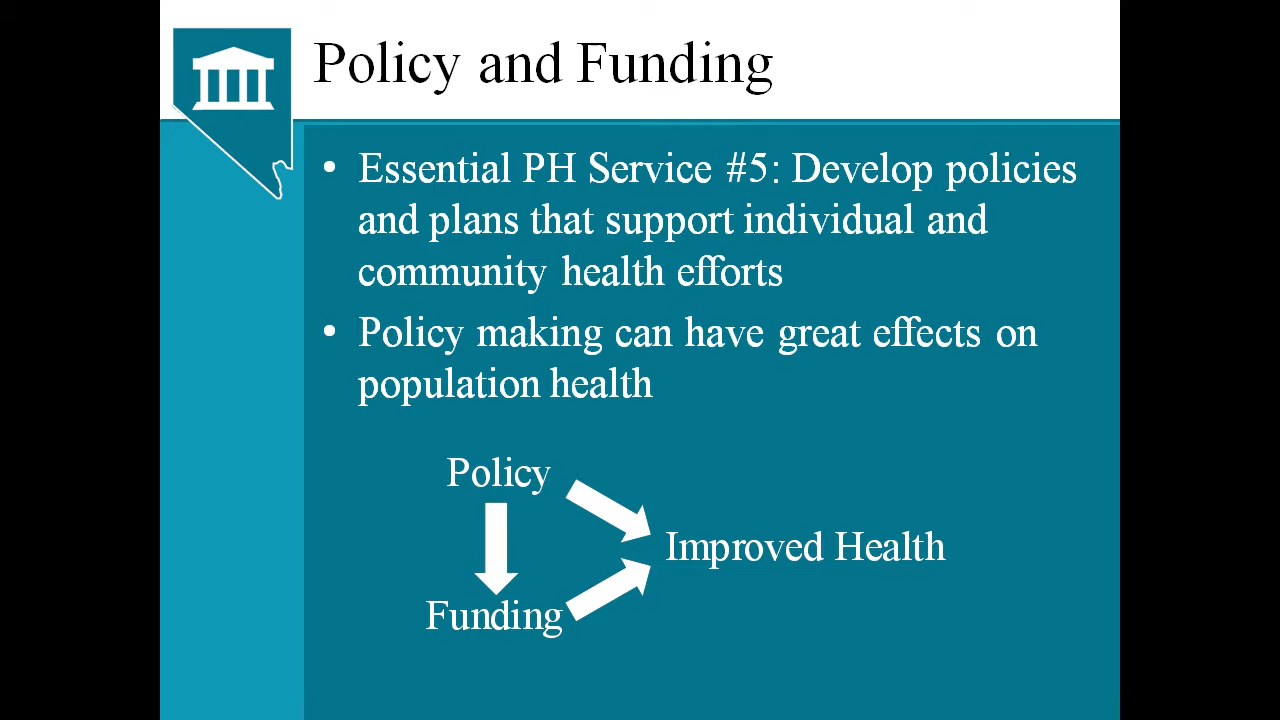 Policy and Funding
• Essential PH Service #5: Develop policies
and plans that support individual and
community health efforts
• Policy making can have great effects on
population health
Policy
Improved Health
Funding